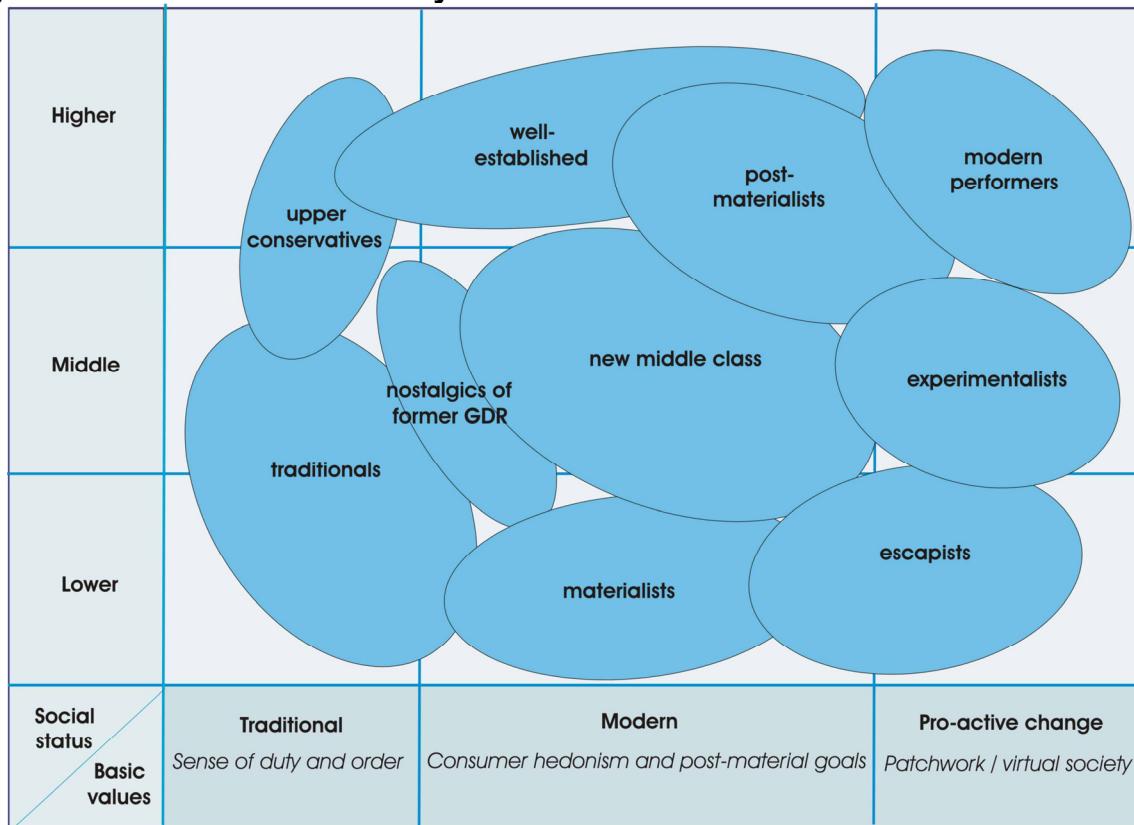 Higher
well-
established
post-
materialists
modern
performers
upper
conservatives
Middle
new middle class
experimentalists
nostalgics of
former GDR
traditionals
Lower
materialists
escapists
Social
status
Basic
values
Traditional
Sense of duty and order
Modern
Consumer hedonism and post-material goals
Pro-active change
Patchwork / virtual society